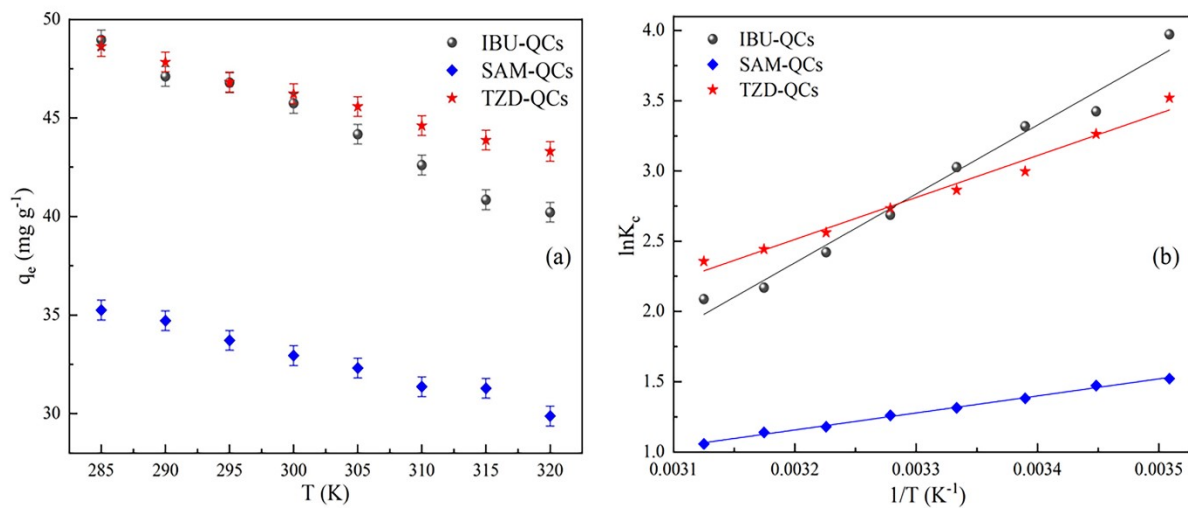 50
45
40
35
30
q_e (mg g⁻¹)
IBU-QCs
SAM-QCs
TZD-QCs
(a)
285 290 295 300 305 310 315 320
T (K)
4.0
3.5
3.0
2.5
2.0
1.5
1.0
lnK_c
IBU-QCs
SAM-QCs
TZD-QCs
(b)
0.0031 0.0032 0.0033 0.0034 0.0035
1/T (K⁻¹)